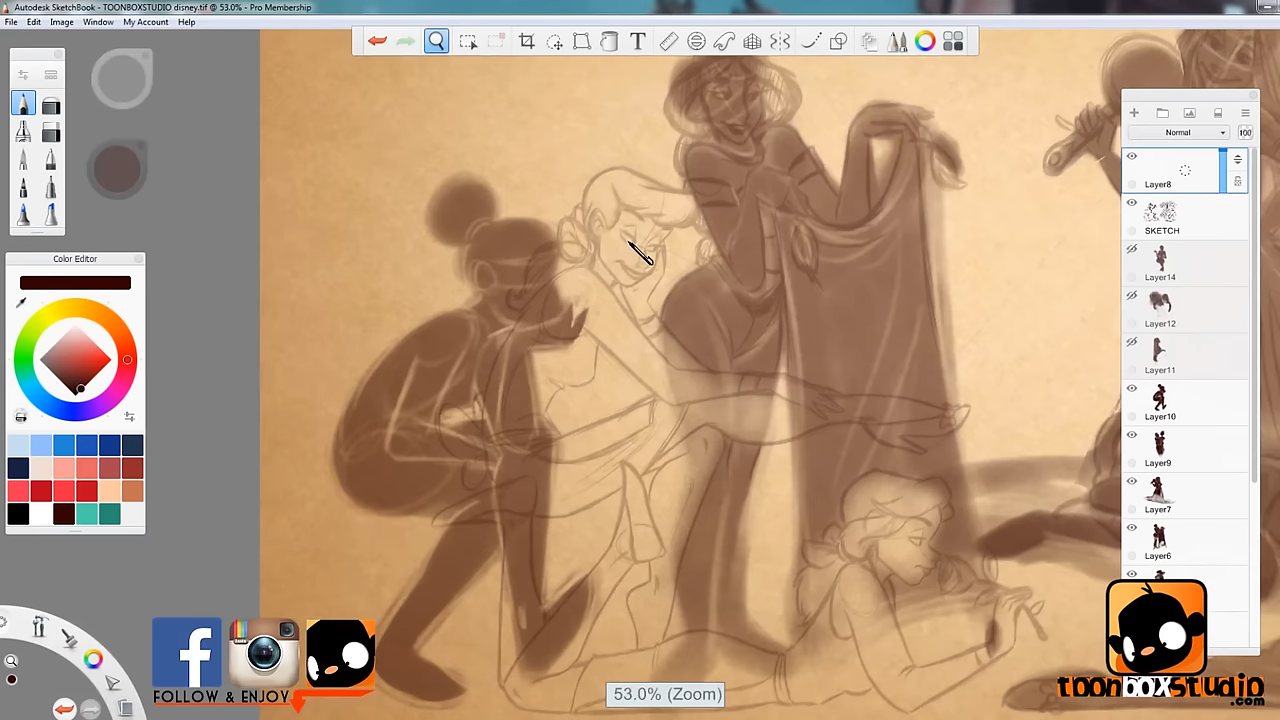 Autodesk SketchBook - TOONBOXSTUDIO disney.tif @ 53.0% - Pro Membership
File Edit Image Window My Account Help
T
Normal
100
Layer8
SKETCH
Layer14
Layer12
Layer11
Layer10
Layer9
Layer7
Layer6
Color Editor
53.0% (Zoom)
f
FOLLOW & ENJOY
toonboxstudio
.com